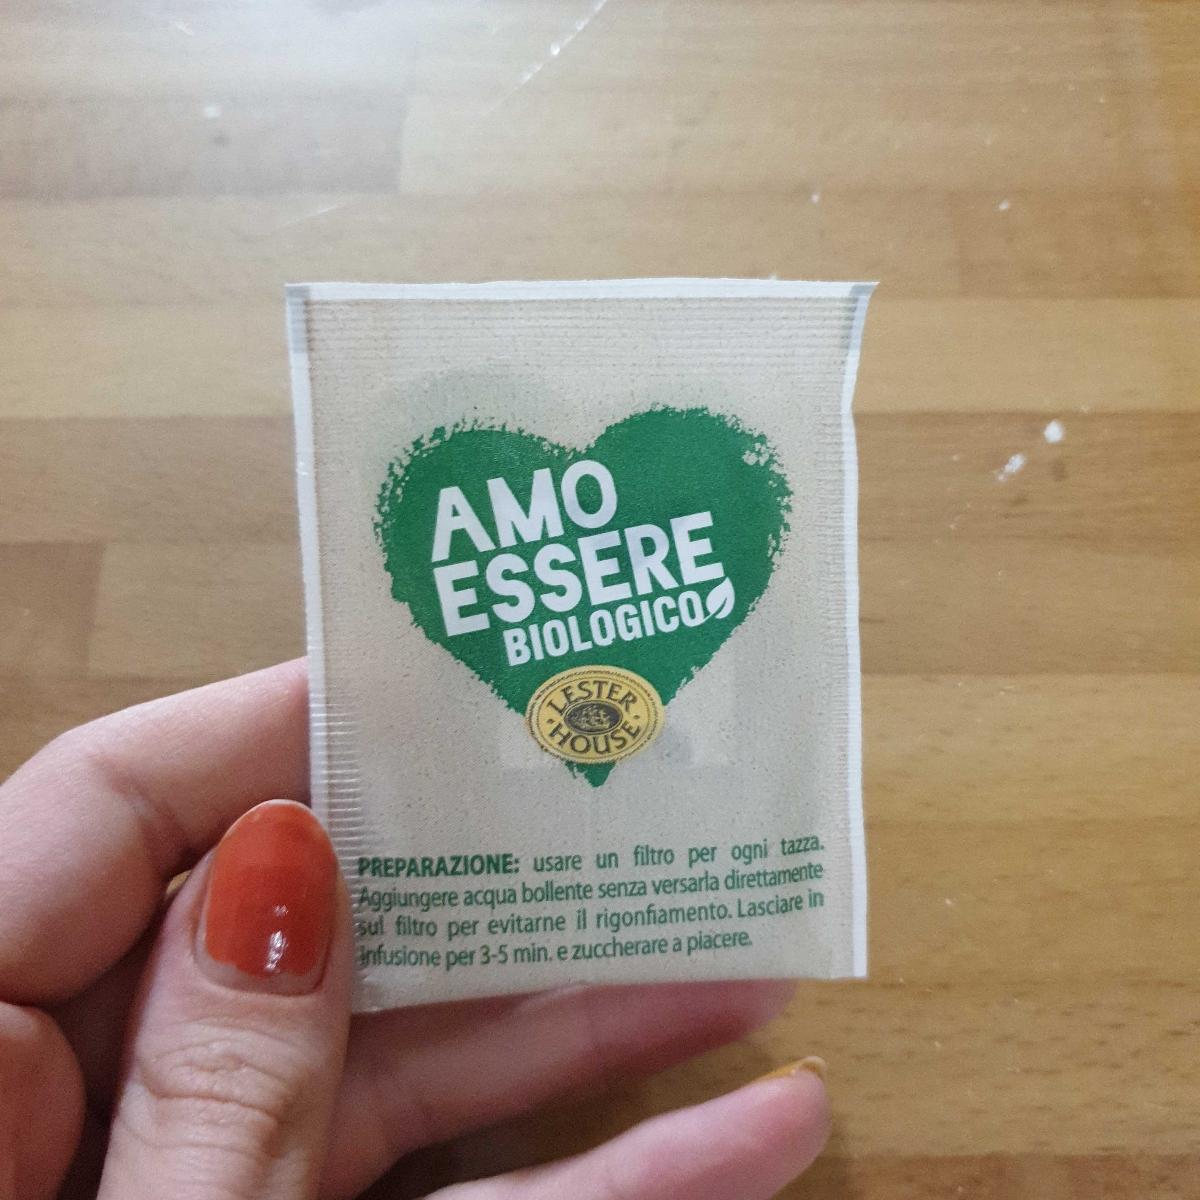 AMO
ESSERE
BIOLOGICO
LESTER
HOUSE
PREPARAZIONE: usare un filtro per ogni tazza.
Aggiungere acqua bollente senza versarla direttamente
sul filtro per evitarne il rigonfiamento. Lasciare in
infusione per 3-5 min. e zuccherare a piacere.